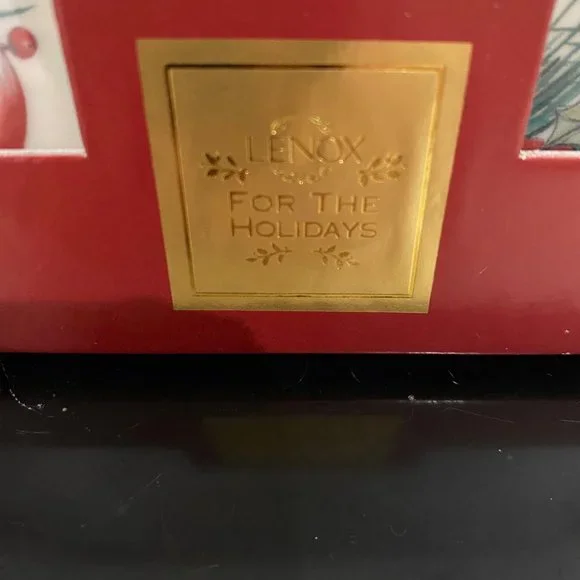 LENOX
FOR THE
HOLIDAYS